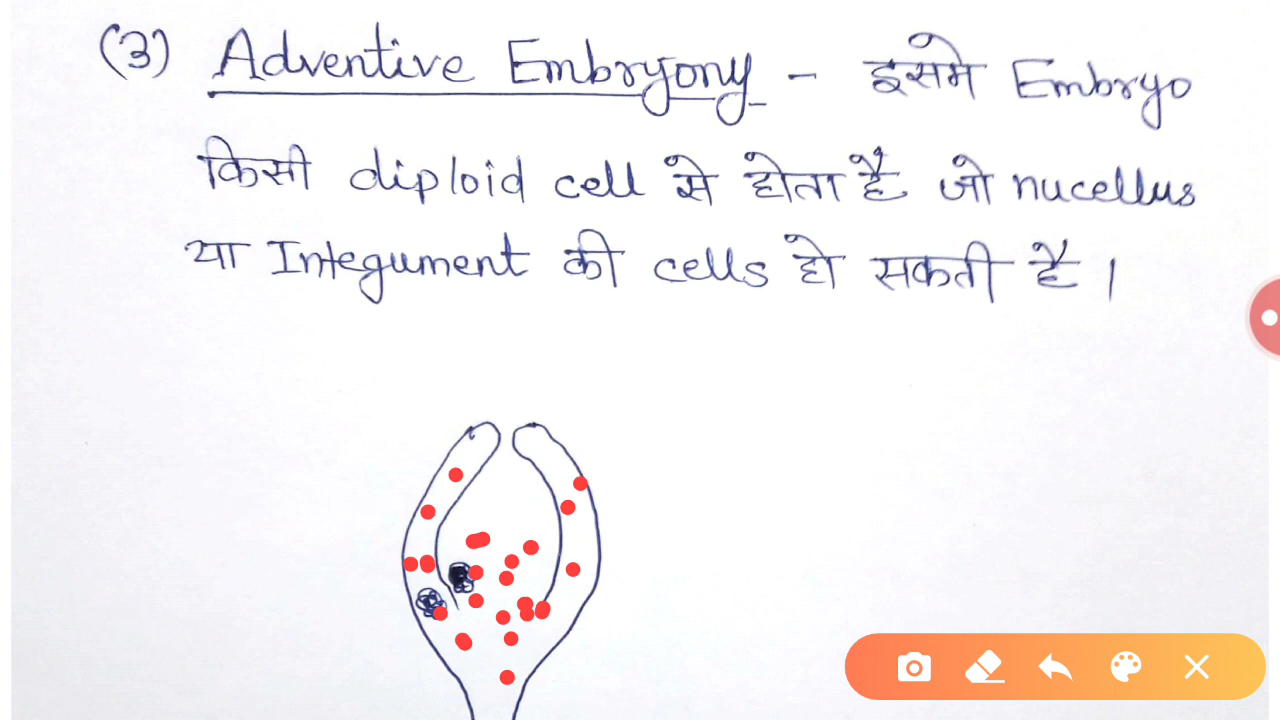 (3) Adventive Embryony - इसमे Embryo
किसी diploid cell से होता है जो nucellus
या Integument की cells हो सकती है।